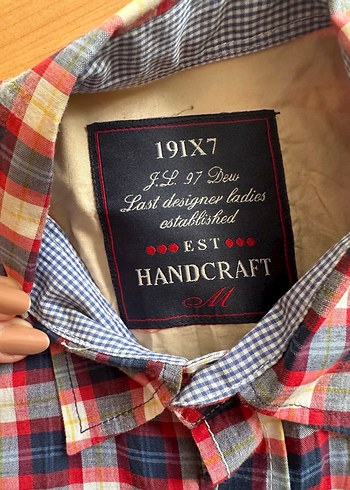 191X7
J.L. 97 Dew
Last designer ladies
established
EST
HANDCRAFT
M